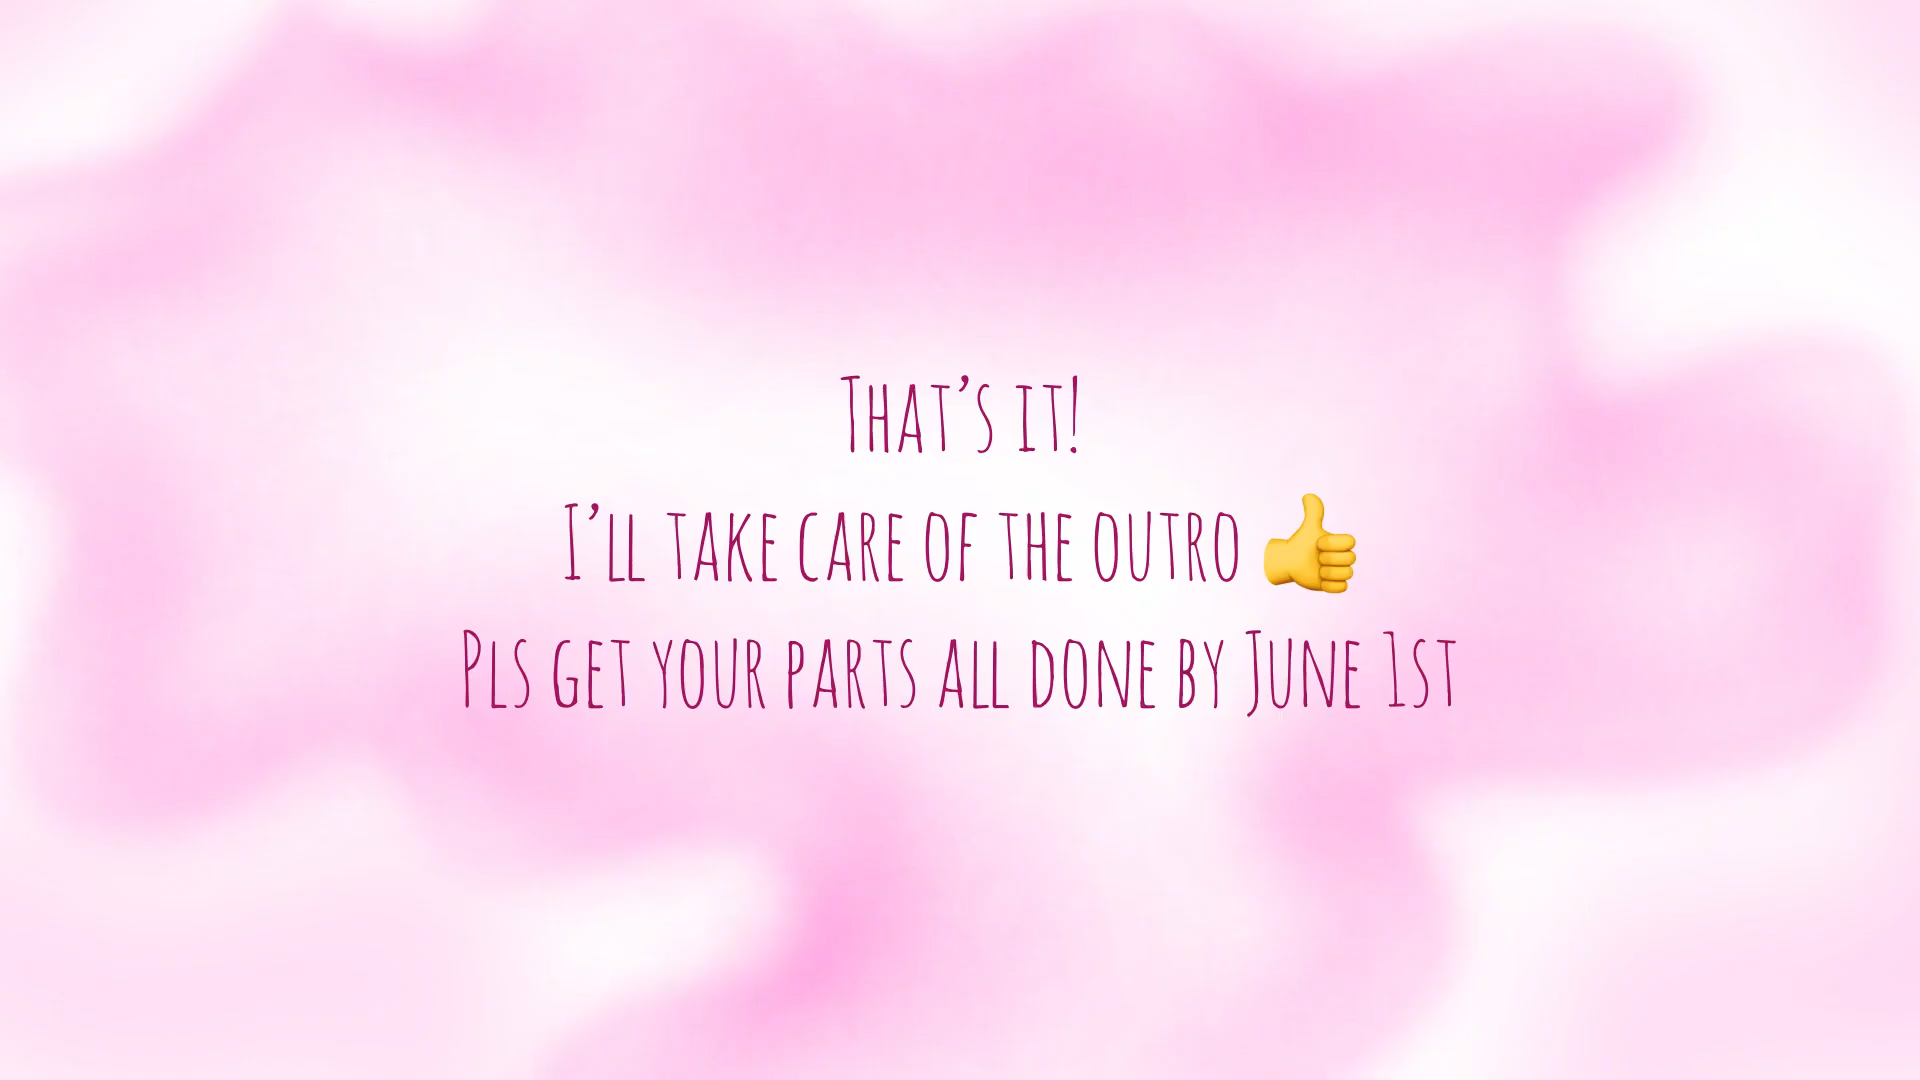 That's it!
I'll take care of the outro 👍
Pls get your parts all done by June 1st